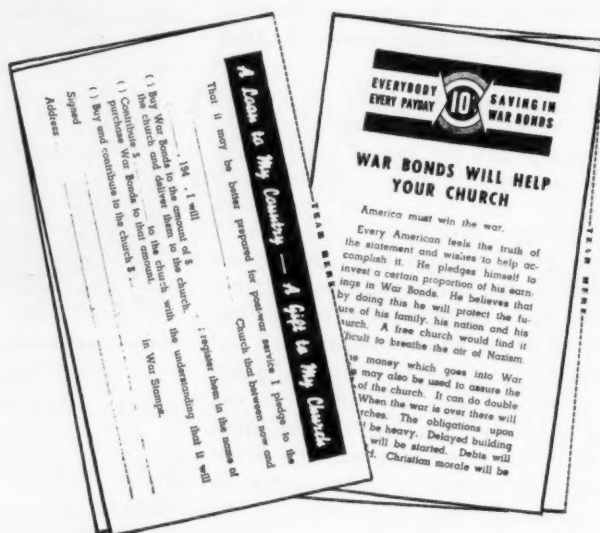 A Loan to My Country — A Gift to My Church
That it may be better prepared for post-war service I pledge to the
Church that between now and
, 194 , I will
( ) Buy War Bonds to the amount of $ ; register them in the name of
the church and deliver them to the church.
( ) Contribute $ to the church with the understanding that it will
purchase War Bonds to that amount.
( ) Buy and contribute to the church $ in War Stamps.
Signed
Address
TEAR HERE
EVERYBODY
EVERY PAYDAY
10%
SAVING IN
WAR BONDS
WAR BONDS WILL HELP
YOUR CHURCH
America must win the war.
Every American feels the truth of
the statement and wishes to help ac-
complish it. He pledges himself to
invest a certain proportion of his earn-
ings in War Bonds. He believes that
by doing this he will protect the fu-
ure of his family, his nation and his
urch. A free church would find it
fficult to breathe the air of Nazism.
money which goes into War
may also be used to assure the
of the church. It can do double
When the war is over there will
rches. The obligations upon
be heavy. Delayed building
will be started. Debts will
Christian morale will be
TEAR HERE